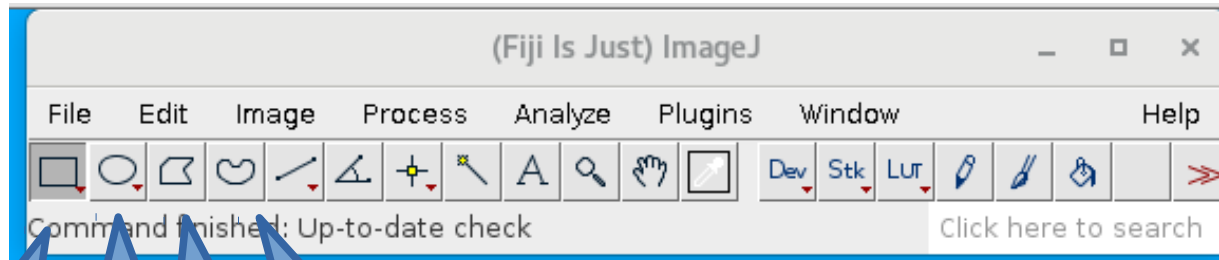 (Fiji Is Just) ImageJ
File Edit Image Process Analyze Plugins Window Help
A Dev Stk LUT
Command finished: Up-to-date check Click here to search